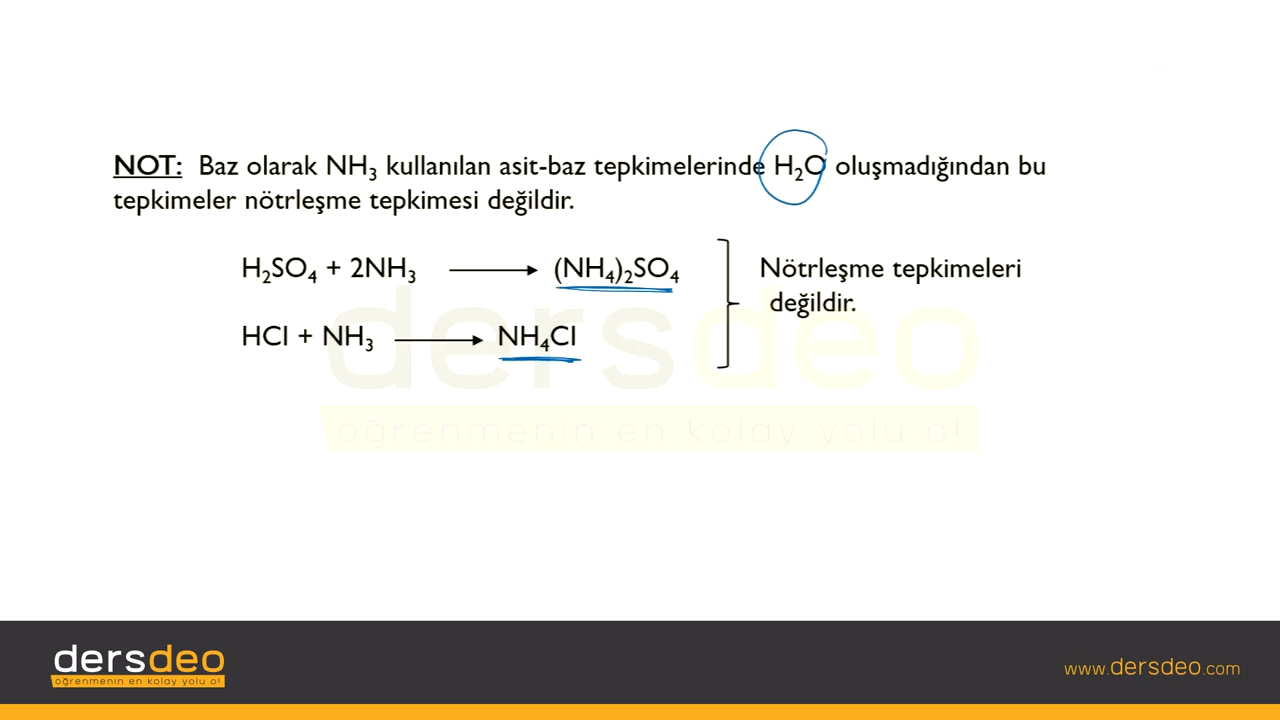 NOT: Baz olarak NH₃ kullanılan asit-baz tepkimelerinde H₂O oluşmadığından bu
tepkimeler nötrleşme tepkimesi değildir.
H₂SO₄ + 2NH₃ ⟶ (NH₄)₂SO₄
Nötrleşme tepkimeleri
değildir.
HCl + NH₃ ⟶ NH₄Cl
dersdeo
öğrenmenin en kolay yolu o!
dersdeo
öğrenmenin en kolay yolu o!
www.dersdeo.com